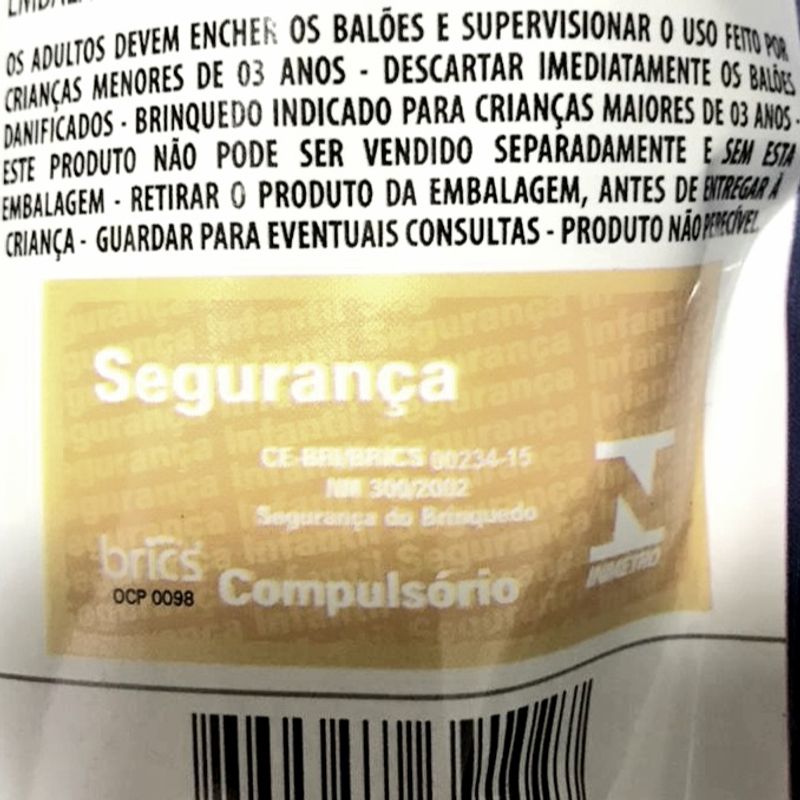 OS ADULTOS DEVEM ENCHER OS BALÕES E SUPERVISIONAR O USO FEITO POR
CRIANÇAS MENORES DE 03 ANOS - DESCARTAR IMEDIATAMENTE OS BALÕES
DANIFICADOS - BRINQUEDO INDICADO PARA CRIANÇAS MAIORES DE 03 ANOS -
ESTE PRODUTO NÃO PODE SER VENDIDO SEPARADAMENTE E SEM ESTA
EMBALAGEM - RETIRAR O PRODUTO DA EMBALAGEM, ANTES DE ENTREGAR À
CRIANÇA - GUARDAR PARA EVENTUAIS CONSULTAS - PRODUTO NÃO PERECÍVEL.
Segurança
CE-BRI/BRICS 00234-15
NM 300/2002
Segurança do Brinquedo
brics
OCP 0098
Compulsório
INMETRO